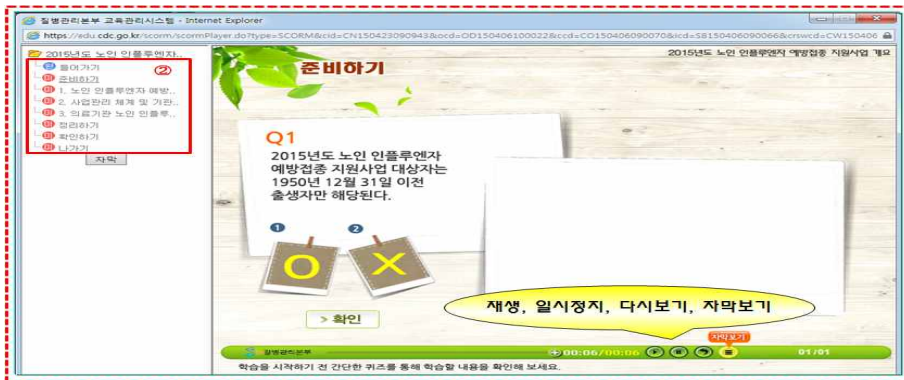 질병관리본부 교육관리시스템 - Internet Explorer
https://edu.cdc.go.kr/scorm/scormPlayer.do?type=SCORM&cid=CN150423090943&ocd=OD150406100022&ccd=CO150406090070&icd=SB150406090066&crswcd=CW150406
2015년도 노인 인플루엔자..
들어가기
②
준비하기
1. 노인 인플루엔자 예방..
2. 사업관리 체계 및 기관..
3. 의료기관 노인 인플루..
정리하기
확인하기
나가기
자막
2015년도 노인 인플루엔자 예방접종 지원사업 개요
준비하기
Q1
2015년도 노인 인플루엔자
예방접종 지원사업 대상자는
1950년 12월 31일 이전
출생자만 해당된다.
1 2
O X
> 확인
재생, 일시정지, 다시보기, 자막보기
자막보기
질병관리본부
00:06/00:06
01/01
학습을 시작하기 전 간단한 퀴즈를 통해 학습할 내용을 확인해 보세요.